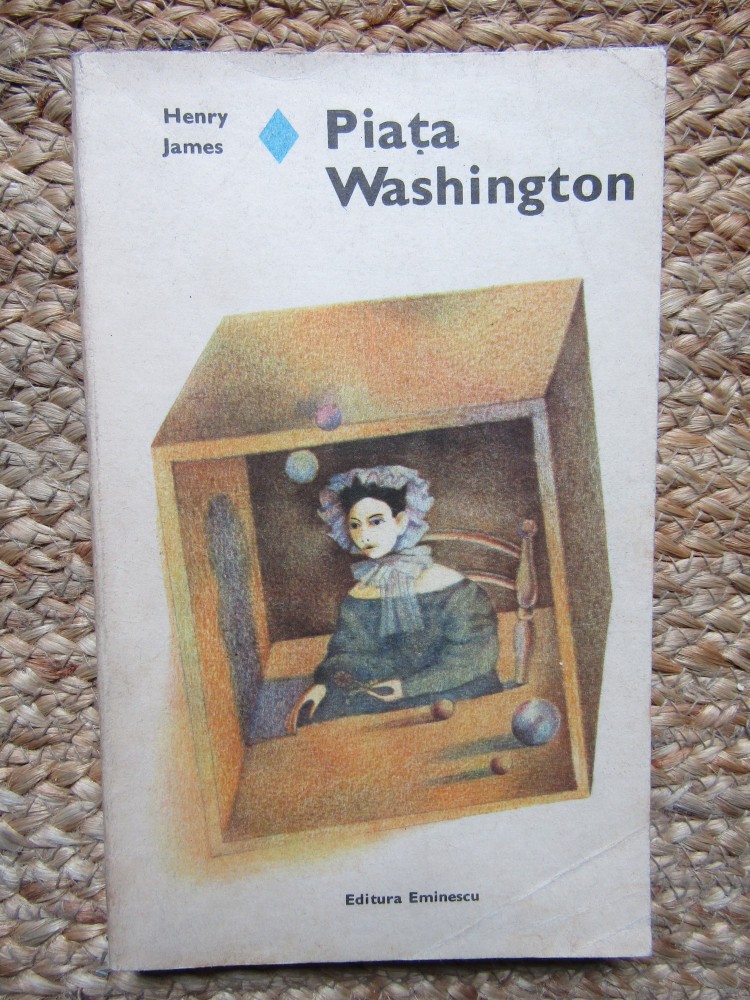 Henry
James
Piața
Washington
Editura Eminescu